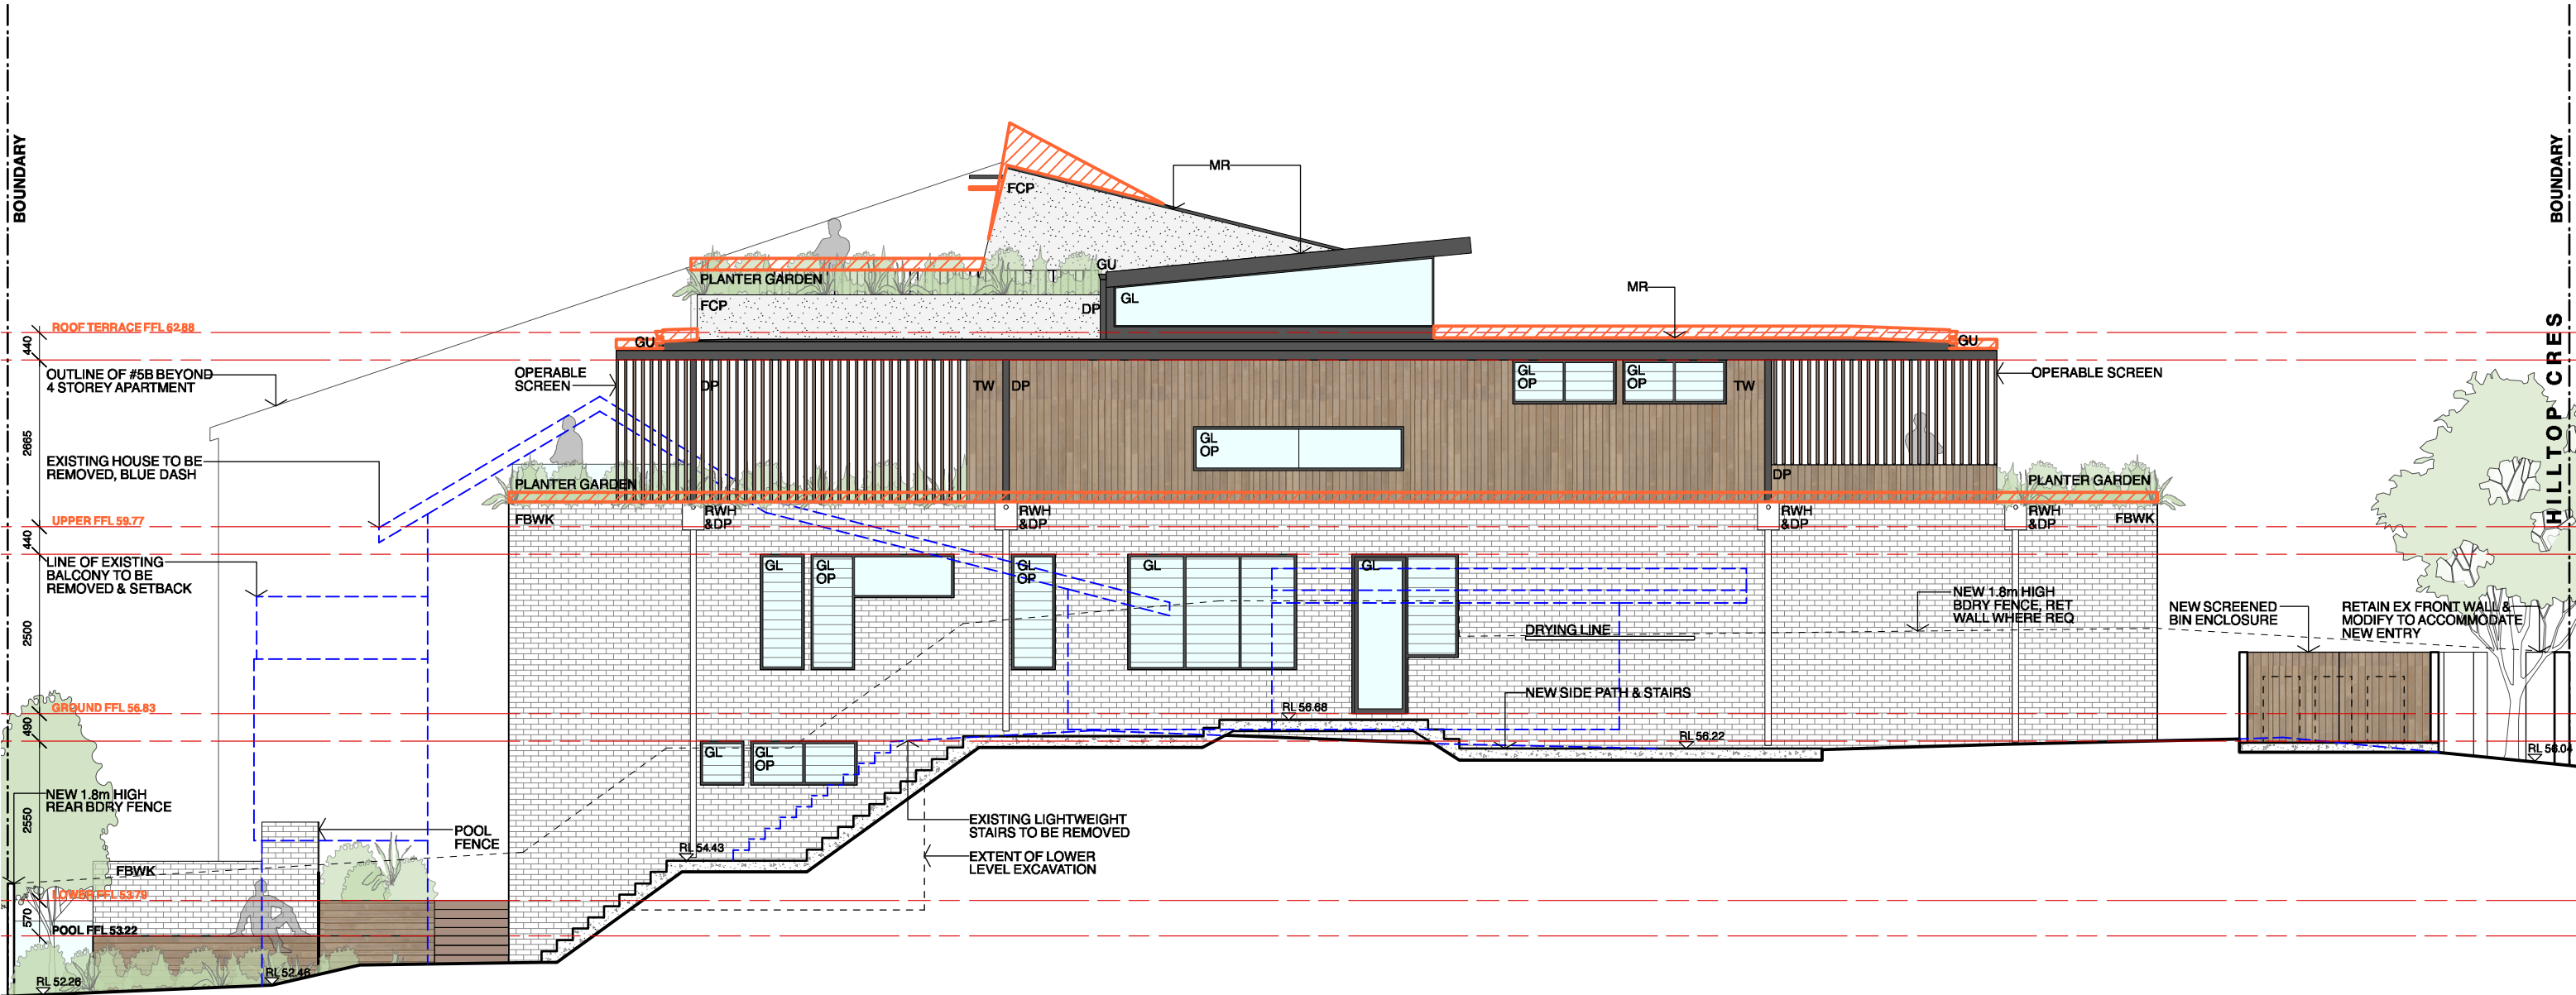 BOUNDARY
BOUNDARY
HILLTOP CRES
MR
FCP
GU
PLANTER GARDEN
FCP
DP
GL
MR
ROOF TERRACE FFL 62.88
440
GU
GU
OUTLINE OF #5B BEYOND
4 STOREY APARTMENT
OPERABLE
SCREEN
DP
TW
DP
GL
OP
GL
OP
TW
OPERABLE SCREEN
2665
GL
OP
EXISTING HOUSE TO BE
REMOVED, BLUE DASH
DP
PLANTER GARDEN
PLANTER GARDEN
UPPER FFL 59.77
FBWK
RWH
&DP
RWH
&DP
RWH
&DP
RWH
&DP
FBWK
440
LINE OF EXISTING
BALCONY TO BE
REMOVED & SETBACK
GL
GL
OP
GL
OP
GL
GL
2500
NEW 1.8m HIGH
BDRY FENCE, RET
WALL WHERE REQ
DRYING LINE
NEW SCREENED
BIN ENCLOSURE
RETAIN EX FRONT WALL &
MODIFY TO ACCOMMODATE
NEW ENTRY
NEW SIDE PATH & STAIRS
GROUND FFL 56.83
RL 56.68
490
RL 56.22
RL 56.04
GL
GL
OP
NEW 1.8m HIGH
REAR BDRY FENCE
2550
POOL
FENCE
EXISTING LIGHTWEIGHT
STAIRS TO BE REMOVED
RL 54.43
EXTENT OF LOWER
LEVEL EXCAVATION
FBWK
LOWER FFL 53.79
570
POOL FFL 53.22
RL 52.46
RL 52.26